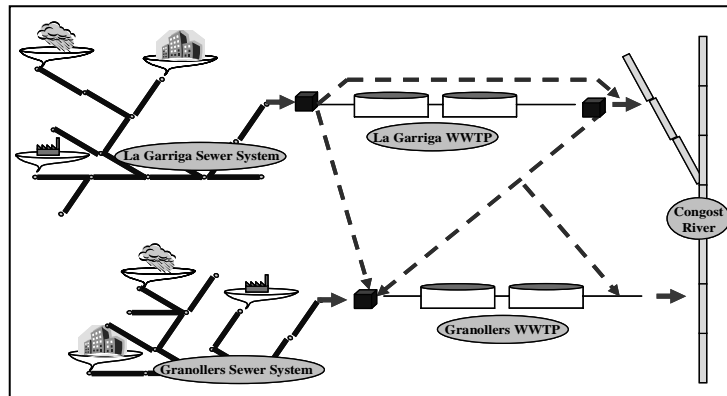 La Garriga Sewer System
La Garriga WWTP
Congost
River
Granollers WWTP
Granollers Sewer System